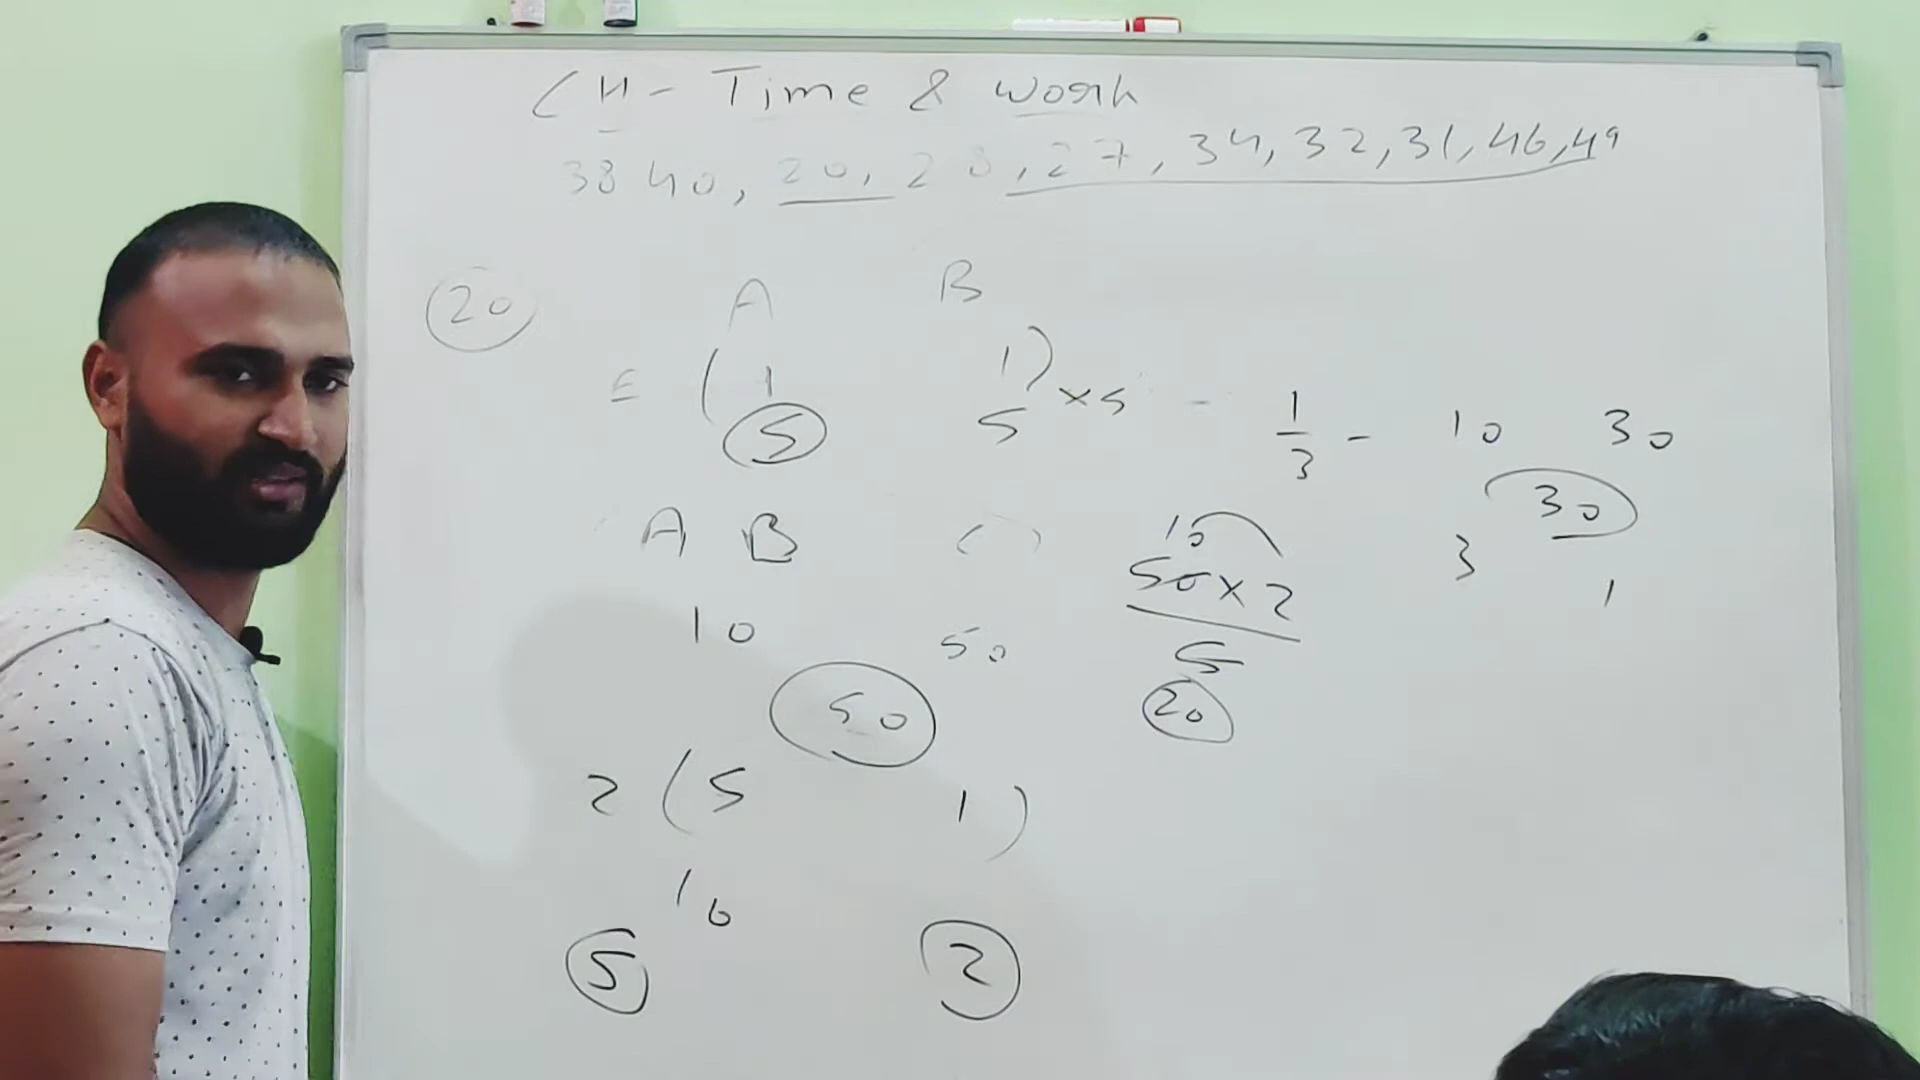 CH - Time & work
38 40, 20, 28, 27, 34, 32, 31, 46, 49
20 A B
= ( 1 1 ) x 5 - 1/3 - 10 30
5 5
30
A B ( ) 10
50 x 2 3 1
10 50 5
50 20
2 ( 5 1 )
10
5 2